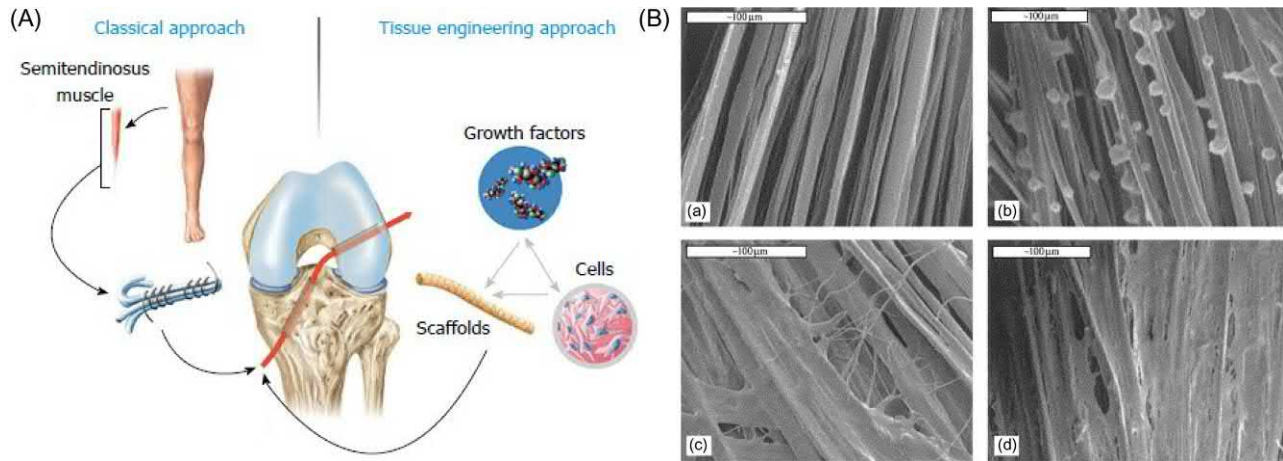 (A)
Classical approach
Tissue engineering approach
Semitendinosus
muscle
Growth factors
Cells
Scaffolds
(B)
~100μm
(a)
~100μm
(b)
~100μm
(c)
~100μm
(d)